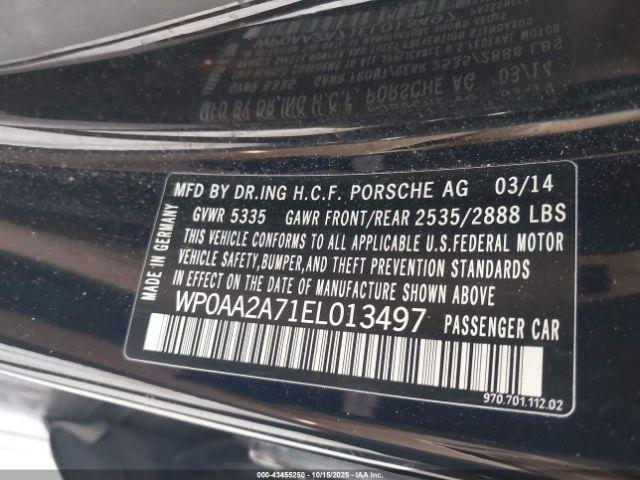 MFD BY DR.ING H.C.F. PORSCHE AG 03/14
GVWR 5335 GAWR FRONT/REAR 2535/2888 LBS
THIS VEHICLE CONFORMS TO ALL APPLICABLE U.S.FEDERAL MOTOR
VEHICLE SAFETY,BUMPER,AND THEFT PREVENTION STANDARDS
IN EFFECT ON THE DATE OF MANUFACTURE SHOWN ABOVE
WP0AA2A71EL013497 PASSENGER CAR
MADE IN GERMANY
970.701.112.02
IAA 43455250 | 10/15/2025 | IAAI.COM